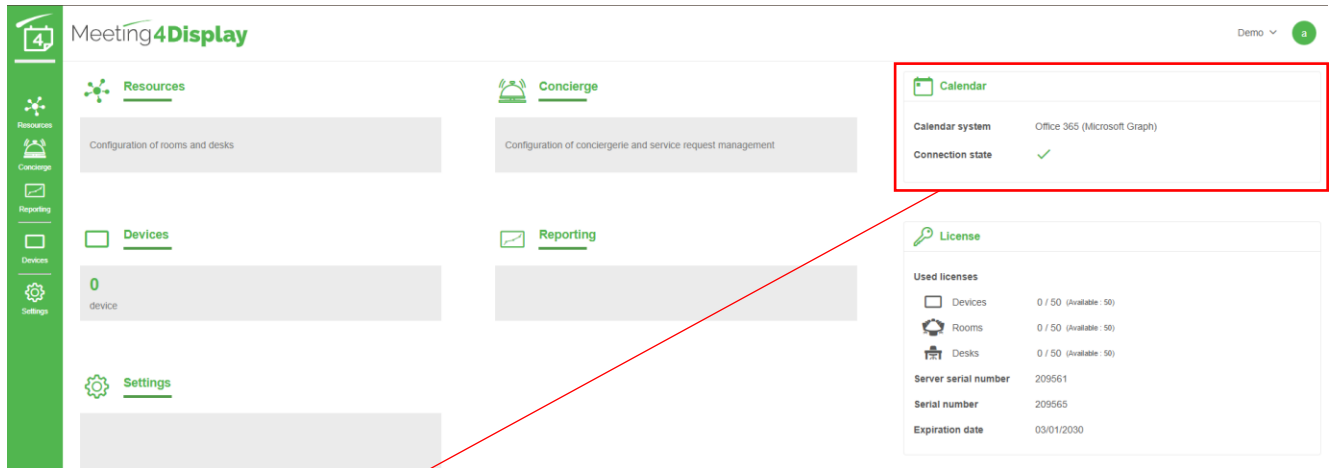 4
Meeting4Display
Demo
a
Resources
Concierge
Reporting
Devices
Settings
Resources
Configuration of rooms and desks
Concierge
Configuration of conciergerie and service request management
Devices
0
device
Reporting
Settings
Calendar
Calendar system Office 365 (Microsoft Graph)
Connection state
License
Used licenses
Devices 0 / 50 (Available : 50)
Rooms 0 / 50 (Available : 50)
Desks 0 / 50 (Available : 50)
Server serial number 209561
Serial number 209565
Expiration date 03/01/2030